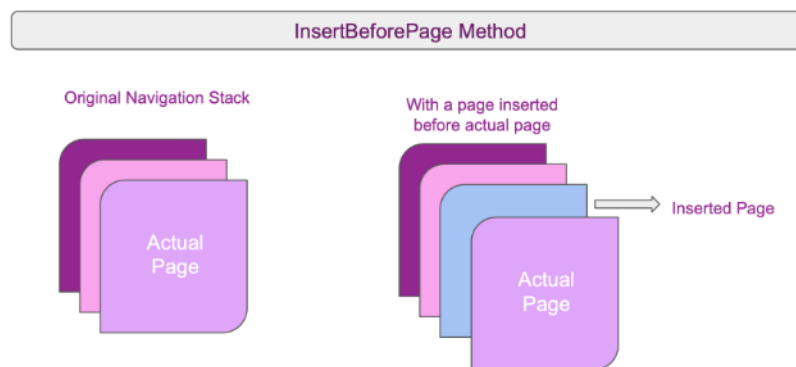 InsertBeforePage Method
Original Navigation Stack
Actual
Page
With a page inserted
before actual page
Inserted Page
Actual
Page